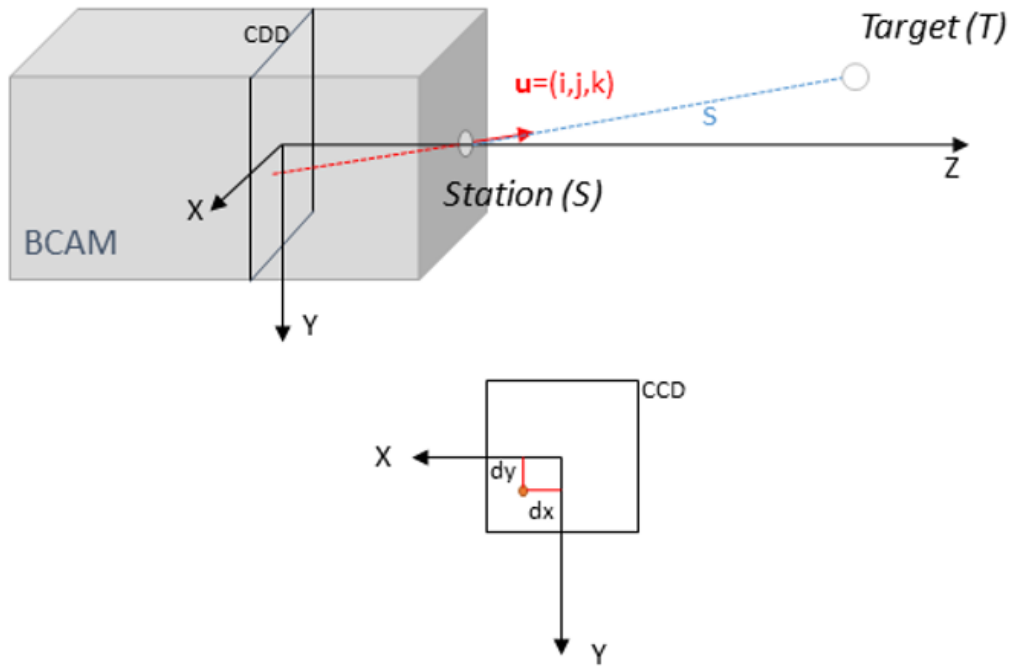 CDD
Target (T)
u=(i,j,k)
S
Z
Station (S)
X
BCAM
Y
CCD
X
dy
dx
Y